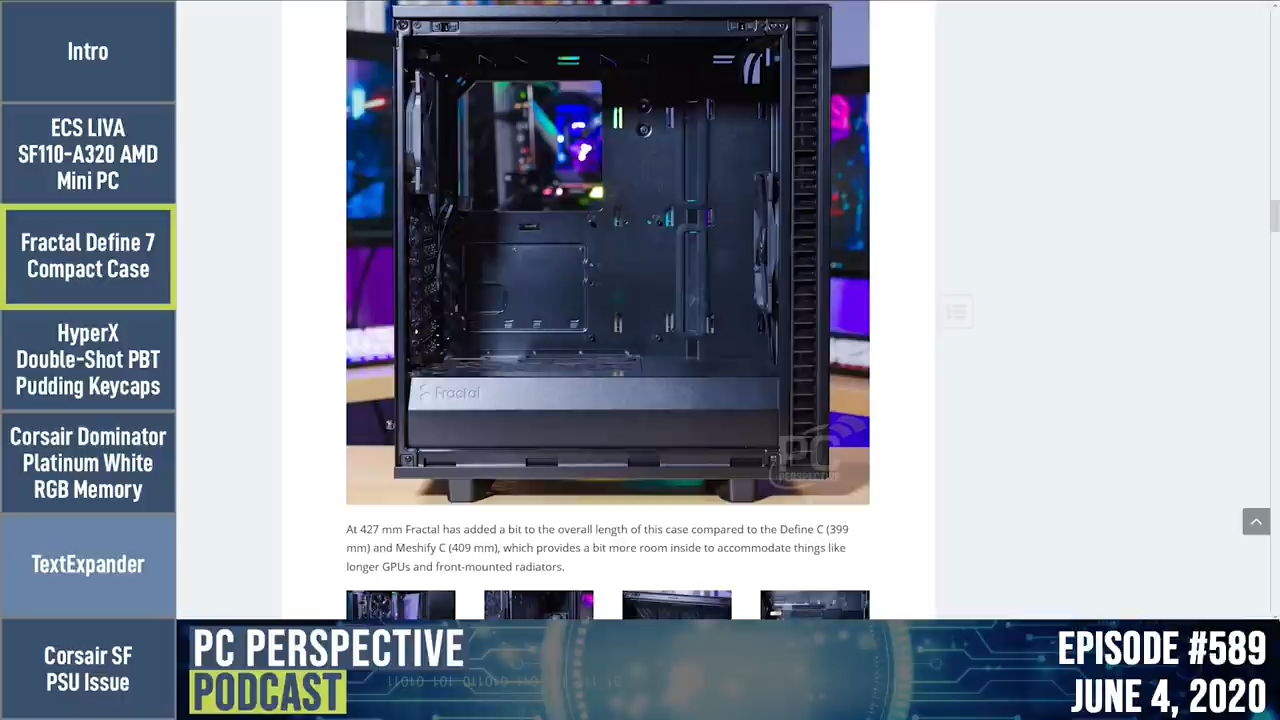 Intro
ECS LIVA
SF110-A320 AMD
Mini PC
Fractal Define 7
Compact Case
HyperX
Double-Shot PBT
Pudding Keycaps
Corsair Dominator
Platinum White
RGB Memory
TextExpander
Corsair SF
PSU Issue
Fractal
PC
PERSPECTIVE
At 427 mm Fractal has added a bit to the overall length of this case compared to the Define C (399
mm) and Meshify C (409 mm), which provides a bit more room inside to accommodate things like
longer GPUs and front-mounted radiators.
PC PERSPECTIVE
PODCAST
EPISODE #589
JUNE 4, 2020